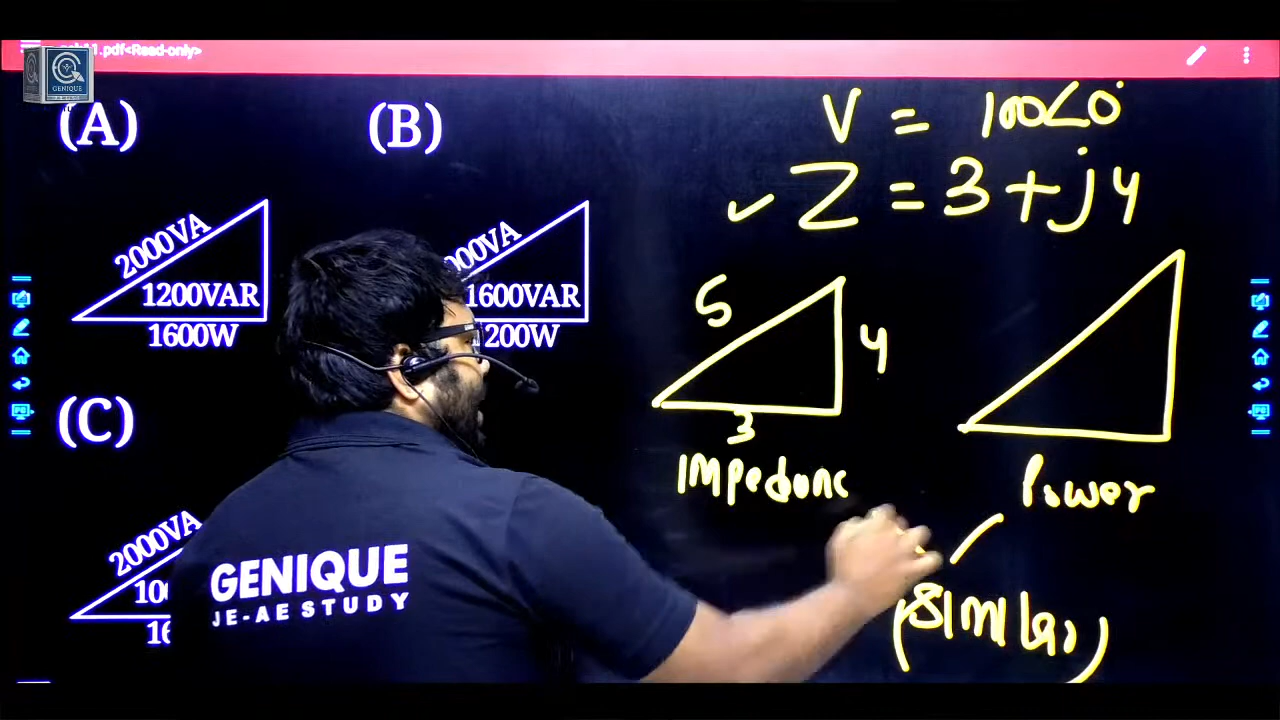 .pdf<Read-only>
GENIQUE
(A)
(B)
2000VA
1200VAR
1600W
1600VAR
200W
(C)
2000VA
V = 100∠0°
Z = 3 + j4
5
4
3
Impedanc
Power
(Similar)
GENIQUE
JE-AE STUDY